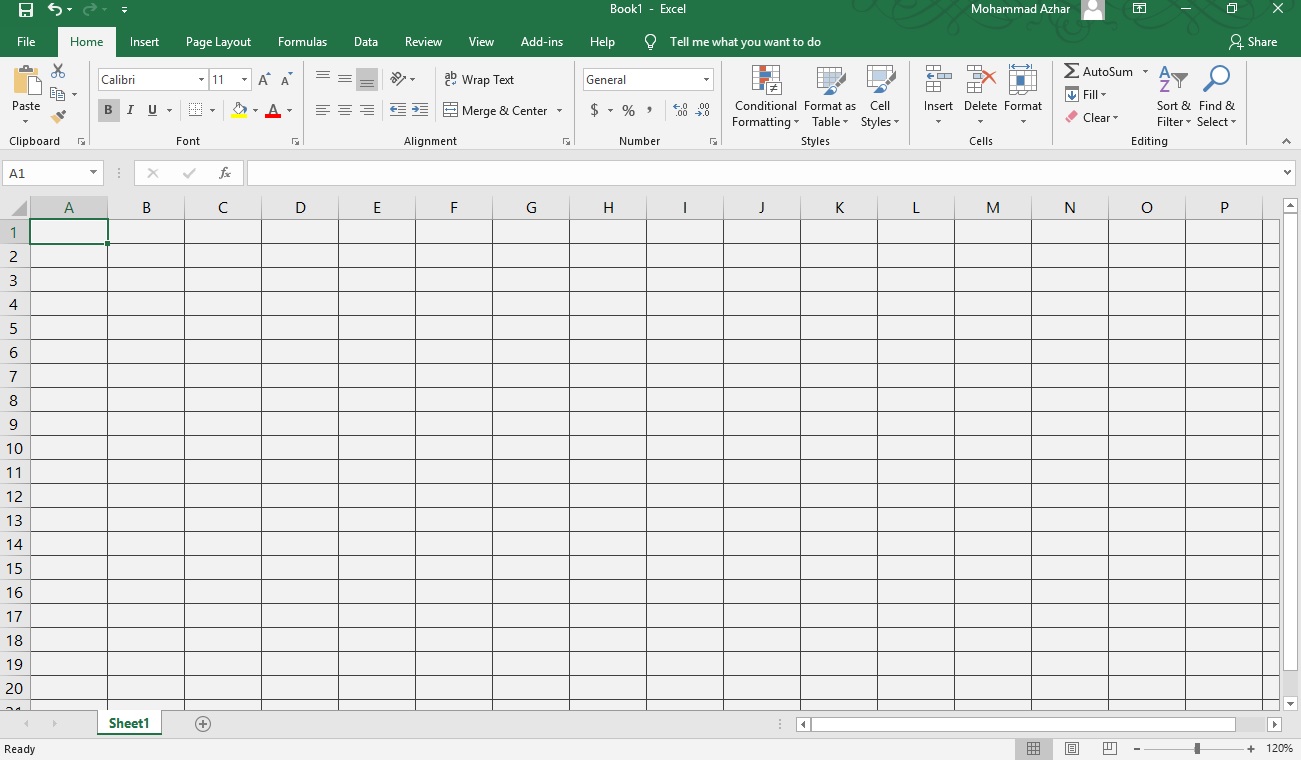 Book1 - Excel
Mohammad Azhar
File Home Insert Page Layout Formulas Data Review View Add-ins Help Tell me what you want to do Share
Paste
Clipboard
Calibri 11
B I U A
Font
ab Wrap Text
Merge & Center
Alignment
General
$ % ,
.00
Number
Conditional Formatting
Format as Table
Cell Styles
Styles
Insert Delete Format
Cells
AutoSum
Fill
Clear
Sort & Filter
Find & Select
Editing
A1 fx
A B C D E F G H I J K L M N O P
1
2
3
4
5
6
7
8
9
10
11
12
13
14
15
16
17
18
19
20
21
Sheet1
Ready 120%